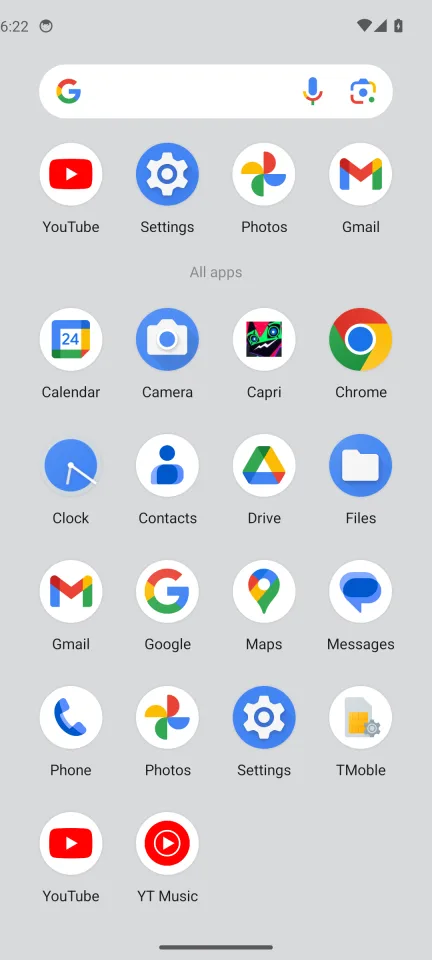 6:22
YouTube Settings Photos Gmail
All apps
24
Calendar Camera Capri Chrome
Clock Contacts Drive Files
Gmail Google Maps Messages
Phone Photos Settings TMoble
YouTube YT Music